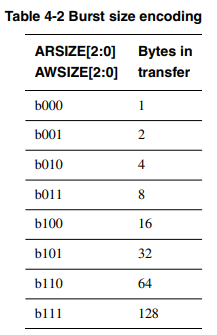 Table 4-2 Burst size encoding
ARSIZE[2:0] Bytes in
AWSIZE[2:0] transfer
b000 1
b001 2
b010 4
b011 8
b100 16
b101 32
b110 64
b111 128